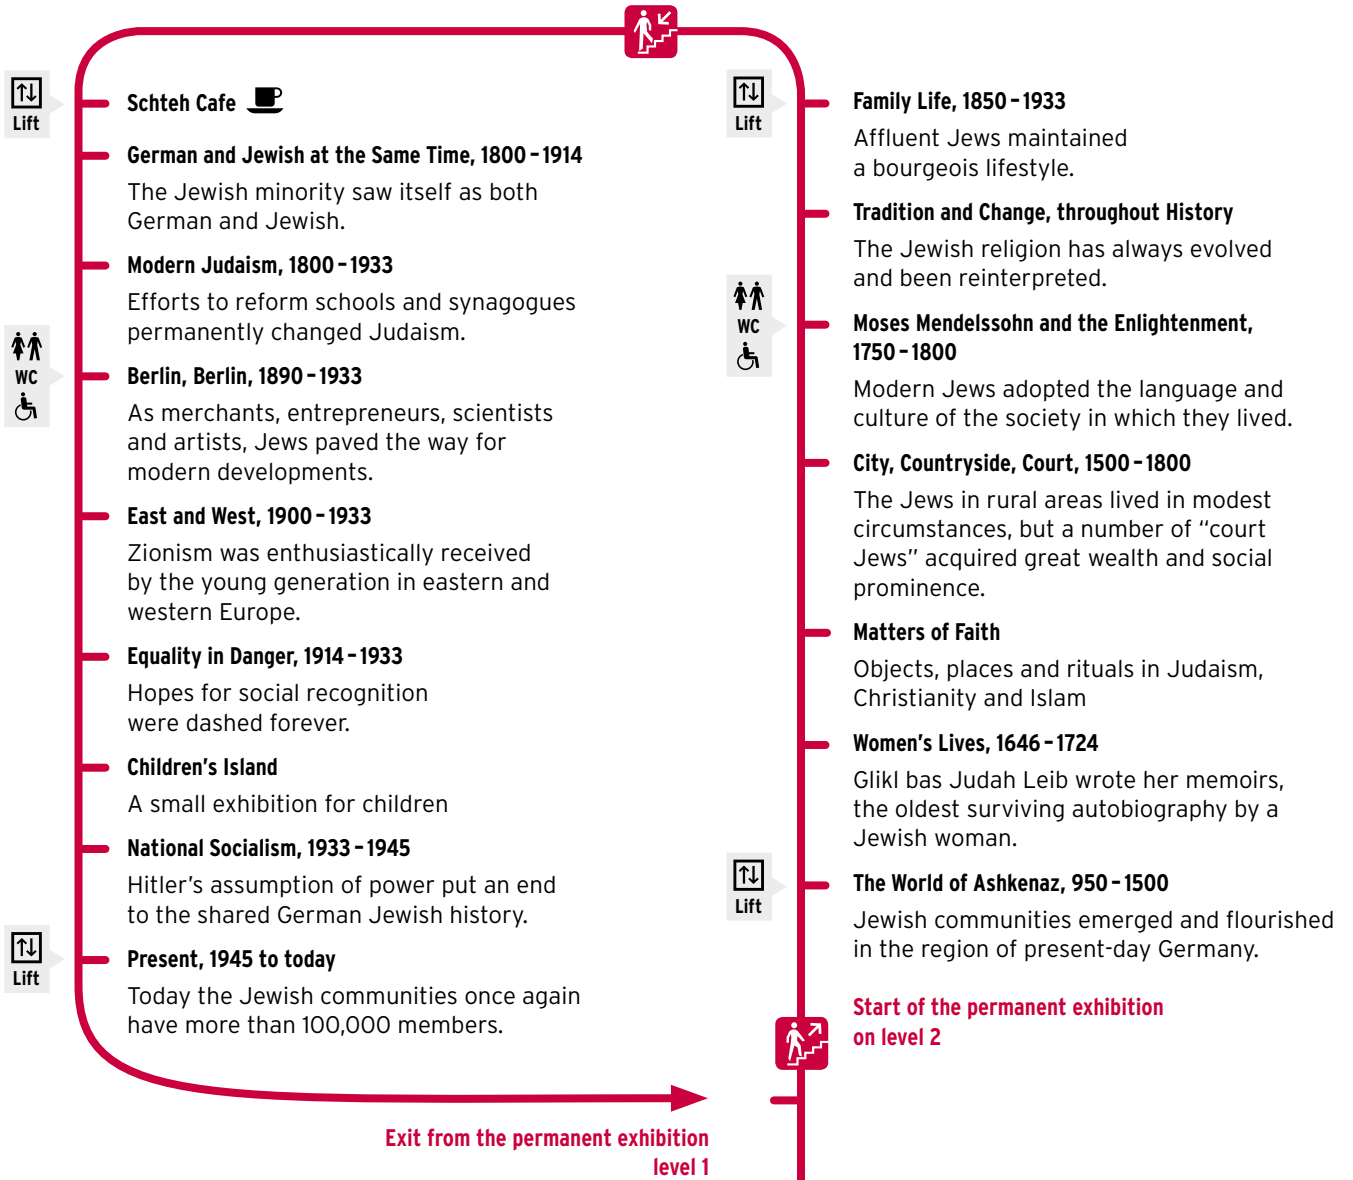 Lift
Schteh Cafe
German and Jewish at the Same Time, 1800–1914
The Jewish minority saw itself as both
German and Jewish.
Modern Judaism, 1800–1933
Efforts to reform schools and synagogues
permanently changed Judaism.
WC
Berlin, Berlin, 1890–1933
As merchants, entrepreneurs, scientists
and artists, Jews paved the way for
modern developments.
East and West, 1900–1933
Zionism was enthusiastically received
by the young generation in eastern and
western Europe.
Equality in Danger, 1914–1933
Hopes for social recognition
were dashed forever.
Children's Island
A small exhibition for children
National Socialism, 1933–1945
Hitler's assumption of power put an end
to the shared German Jewish history.
Lift
Present, 1945 to today
Today the Jewish communities once again
have more than 100,000 members.
Exit from the permanent exhibition
level 1
Lift
Family Life, 1850–1933
Affluent Jews maintained
a bourgeois lifestyle.
Tradition and Change, throughout History
The Jewish religion has always evolved
and been reinterpreted.
WC
Moses Mendelssohn and the Enlightenment,
1750–1800
Modern Jews adopted the language and
culture of the society in which they lived.
City, Countryside, Court, 1500–1800
The Jews in rural areas lived in modest
circumstances, but a number of "court
Jews" acquired great wealth and social
prominence.
Matters of Faith
Objects, places and rituals in Judaism,
Christianity and Islam
Women's Lives, 1646–1724
Glikl bas Judah Leib wrote her memoirs,
the oldest surviving autobiography by a
Jewish woman.
Lift
The World of Ashkenaz, 950–1500
Jewish communities emerged and flourished
in the region of present-day Germany.
Start of the permanent exhibition
on level 2